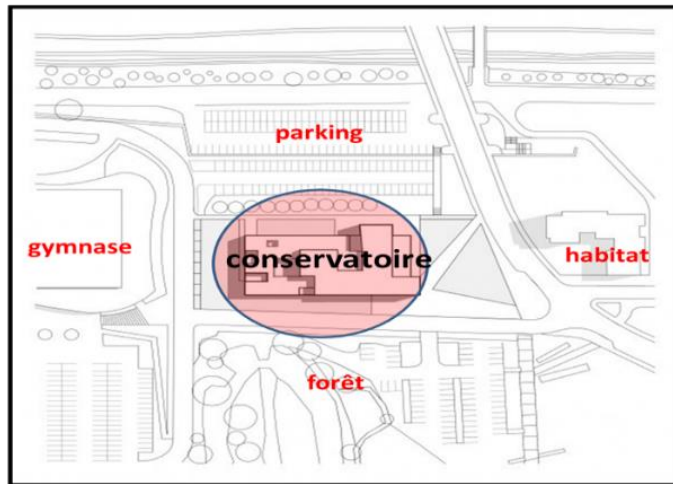 parking
gymnase
conservatoire
habitat
forêt